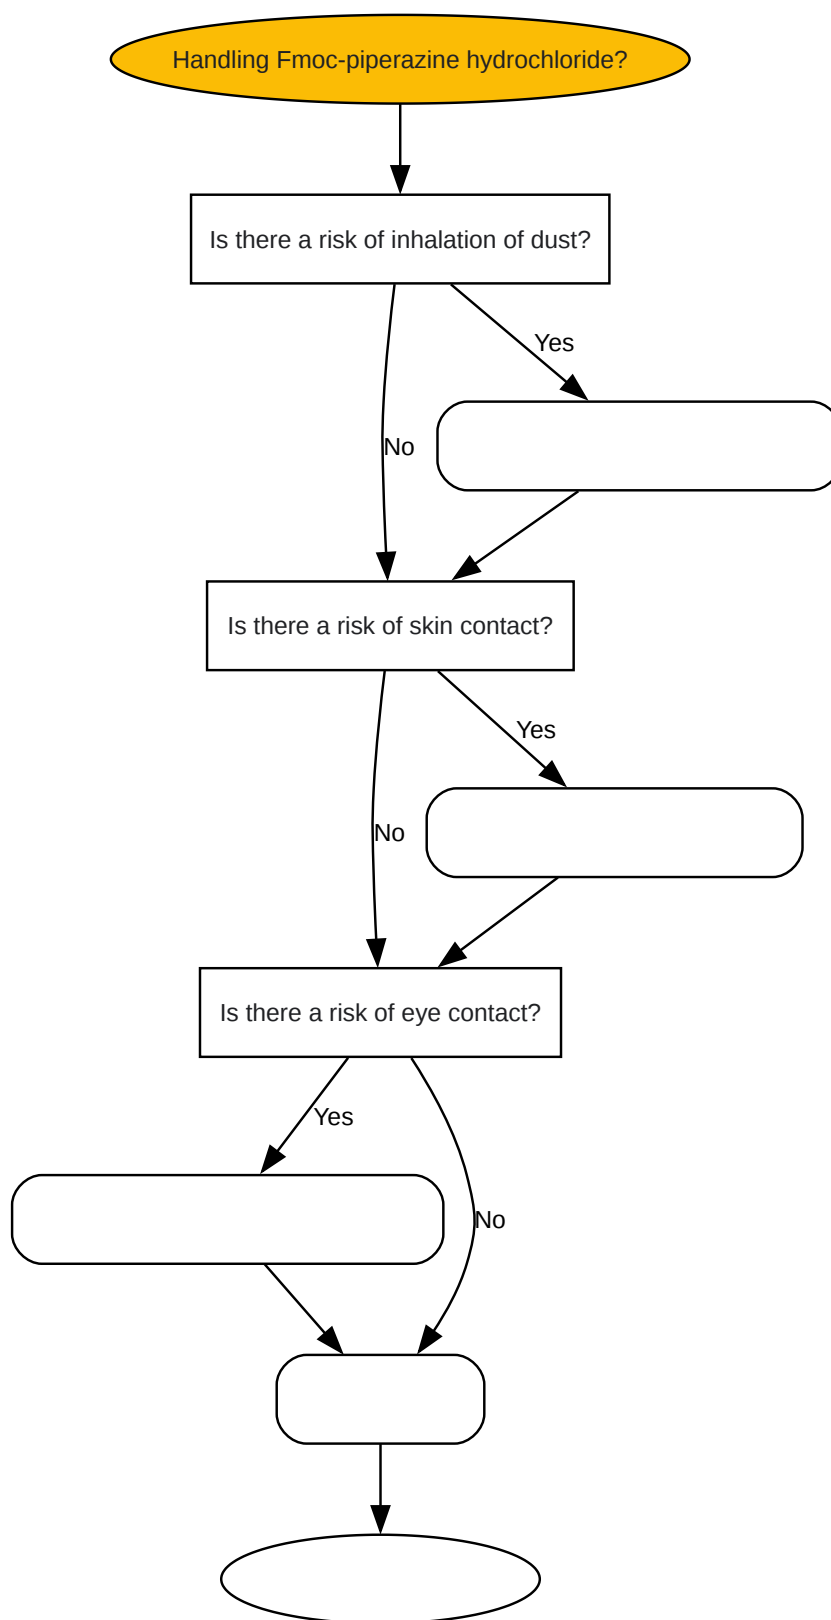 Handling Fmoc-piperazine hydrochloride?
Is there a risk of inhalation of dust?
Yes
No
Is there a risk of skin contact?
Yes
No
Is there a risk of eye contact?
Yes
No